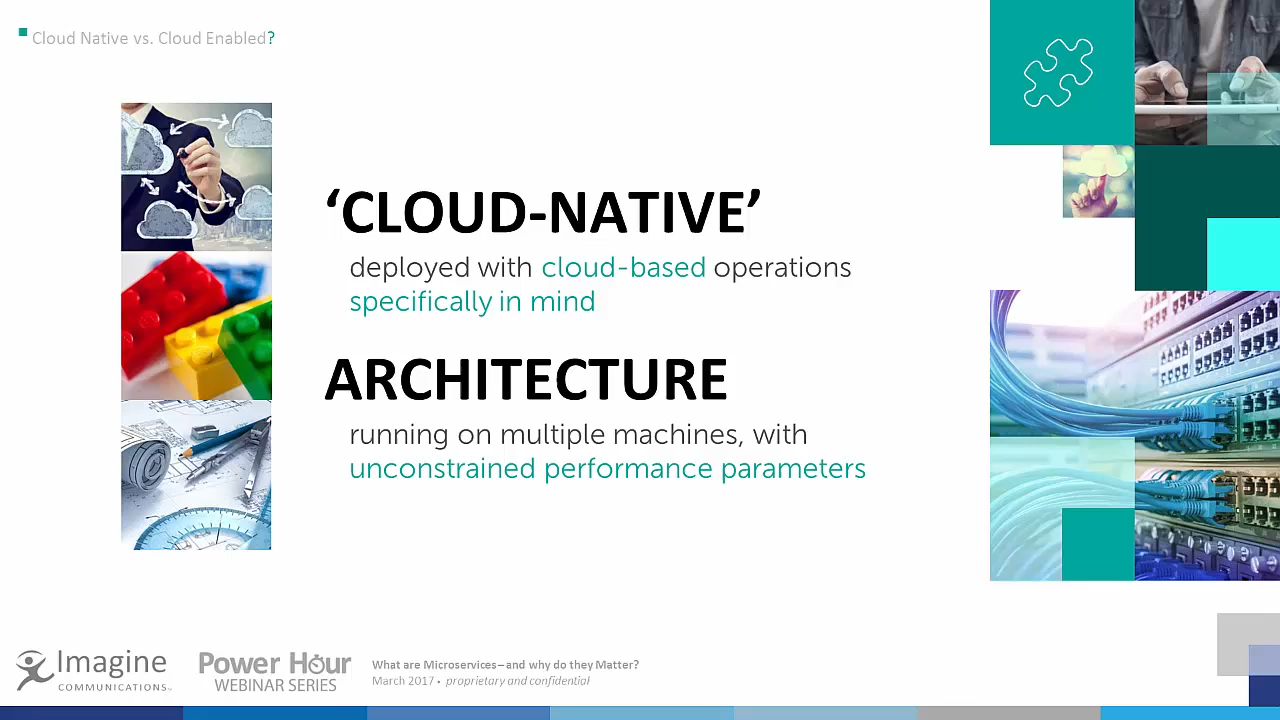 Cloud Native vs. Cloud Enabled?
‘CLOUD-NATIVE’
deployed with cloud-based operations
specifically in mind
ARCHITECTURE
running on multiple machines, with
unconstrained performance parameters
Imagine
COMMUNICATIONS
Power Hour
WEBINAR SERIES
What are Microservices—and why do they Matter?
March 2017 • proprietary and confidential